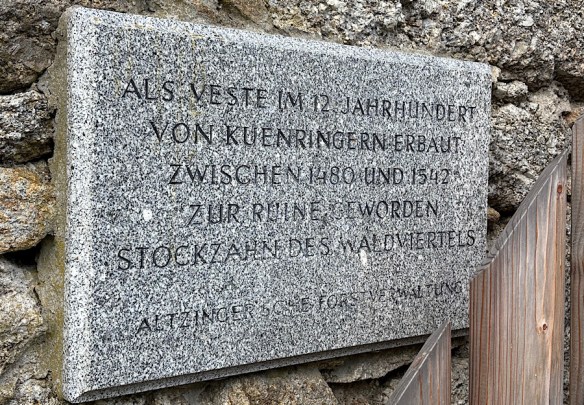 ALS VESTE IM 12. JAHRHUNDERT
VON KUENRINGERN ERBAUT
ZWISCHEN 1480 UND 1542
ZUR RUINE GEWORDEN
STOCKZAHN DES WALDVIERTELS
ALTZINGER'SCHE FORSTVERWALTUNG